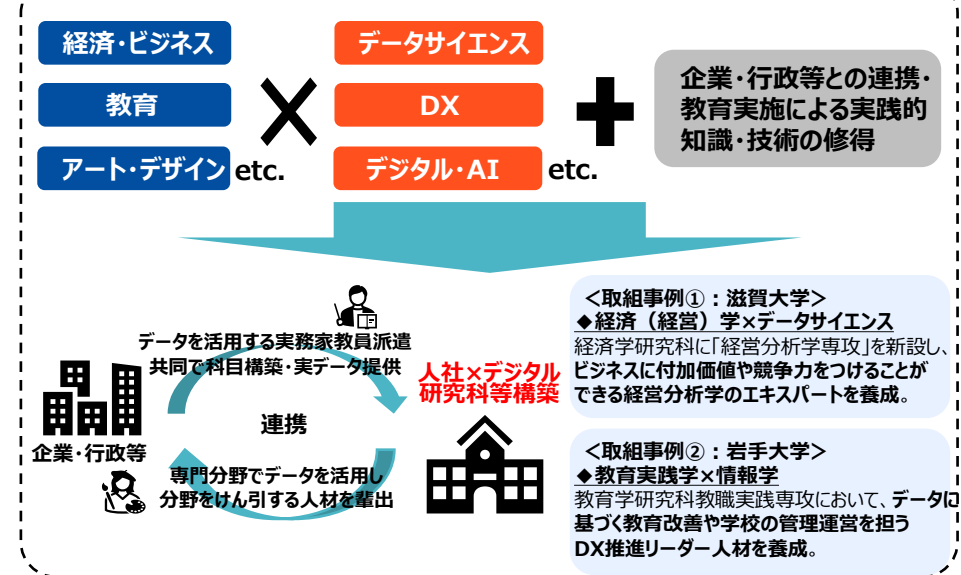 経済・ビジネス
教育
アート・デザイン etc.
データサイエンス
DX
デジタル・AI etc.
企業・行政等との連携・
教育実施による実践的
知識・技術の修得
データを活用する実務家教員派遣
共同で科目構築・実データ提供
連携
企業・行政等
専門分野でデータを活用し
分野をけん引する人材を輩出
人社×デジタル
研究科等構築
<取組事例①：滋賀大学>
◆経済（経営）学×データサイエンス
経済学研究科に「経営分析学専攻」を新設し、
ビジネスに付加価値や競争力をつけることが
できる経営分析学のエキスパートを養成。
<取組事例②：岩手大学>
◆教育実践学×情報学
教育学研究科教職実践専攻において、データに
基づく教育改善や学校の管理運営を担う
DX推進リーダー人材を養成。